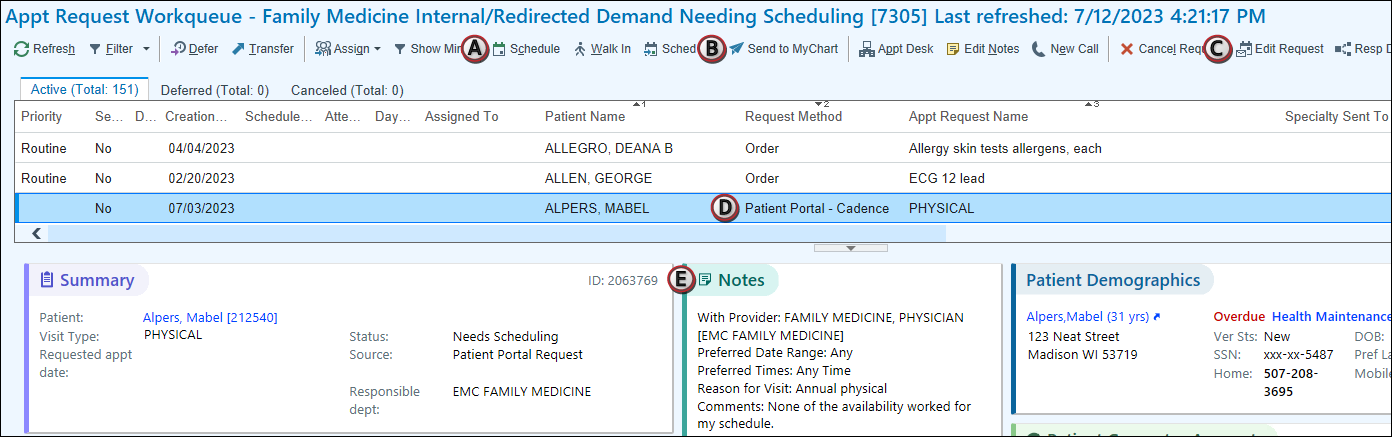 Appt Request Workqueue - Family Medicine Internal/Redirected Demand Needing Scheduling [7305] Last refreshed: 7/12/2023 4:21:17 PM
Refresh Filter Defer Transfer Assign Show A Schedule Walk In B Send to MyChart Appt Desk Edit Notes New Call Cancel C Edit Request Resp
Active (Total: 151) Deferred (Total: 0) Canceled (Total: 0)
1 2 3
Priority Se... D... Creation... Schedule... Atte... Day... Assigned To Patient Name Request Method Appt Request Name Specialty Sent To
Routine No 04/04/2023 ALLEGRO, DEANA B Order Allergy skin tests allergens, each
Routine No 02/20/2023 ALLEN, GEORGE Order ECG 12 lead
No 07/03/2023 ALPERS, MABEL D Patient Portal - Cadence PHYSICAL
Summary
ID: 2063769
Patient: Alpers, Mabel [212540]
Visit Type: PHYSICAL
Requested appt
date:
Status: Needs Scheduling
Source: Patient Portal Request
Responsible
dept:
EMC FAMILY MEDICINE
E Notes
With Provider: FAMILY MEDICINE, PHYSICIAN
[EMC FAMILY MEDICINE]
Preferred Date Range: Any
Preferred Times: Any Time
Reason for Visit: Annual physical
Comments: None of the availability worked for
my schedule.
Patient Demographics
Alpers,Mabel (31 yrs)
123 Neat Street
Madison WI 53719
Overdue Health Maintenance
Ver Sts: New DOB:
SSN: xxx-xx-5487 Pref
Home: 507-208-
3695